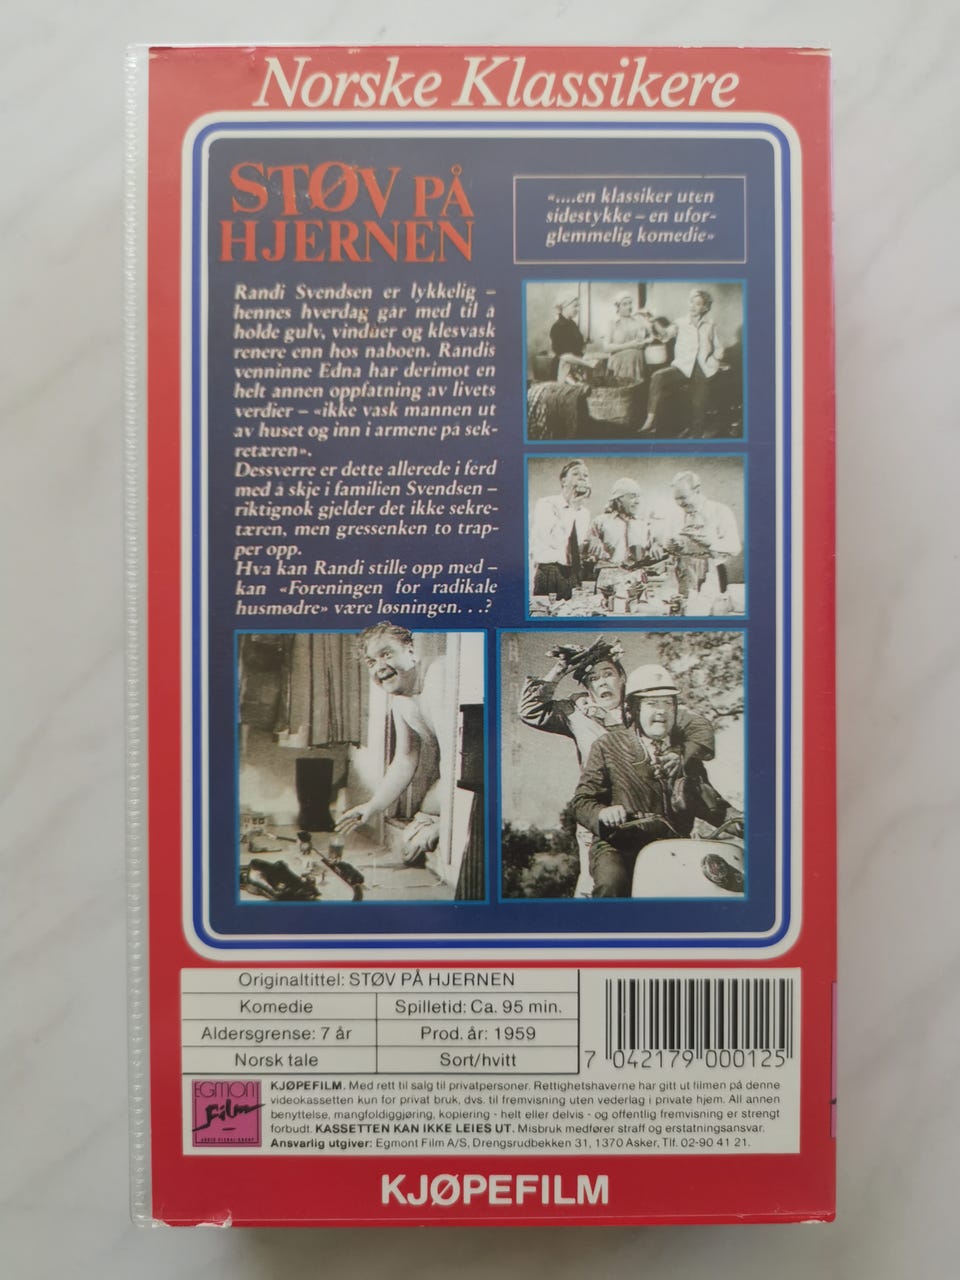 Norske Klassikere
STØV PÅ
HJERNEN
«....en klassiker uten
sidestykke – en ufor-
glemmelig komedie»
Randi Svendsen er lykkelig –
hennes hverdag går med til å
holde gulv, vinduer og klesvask
renere enn hos naboen. Randis
venninne Edna har derimot en
helt annen oppfatning av livets
verdier – «ikke vask mannen ut
av huset og inn i armene på sek-
retæren».
Dessverre er dette allerede i ferd
med å skje i familien Svendsen –
riktignok gjelder det ikke sekre-
tæren, men gressenken to trap-
per opp.
Hva kan Randi stille opp med –
kan «Foreningen for radikale
husmødre» være løsningen. . .?
Originaltittel: STØV PÅ HJERNEN
Komedie Spilletid: Ca. 95 min.
Aldersgrense: 7 år Prod. år: 1959
Norsk tale Sort/hvitt
7 042179 000125
EGMONT
Film
KJØPEFILM. Med rett til salg til privatpersoner. Rettighetshaverne har gitt ut filmen på denne
videokassetten kun for privat bruk, dvs. til fremvisning uten vederlag i private hjem. All annen
benyttelse, mangfoldiggjøring, kopiering - helt eller delvis - og offentlig fremvisning er strengt
forbudt. KASSETTEN KAN IKKE LEIES UT. Misbruk medfører straff og erstatningsansvar.
Ansvarlig utgiver: Egmont Film A/S, Drengsrudbekken 31, 1370 Asker, Tlf. 02-90 41 21.
KJØPEFILM